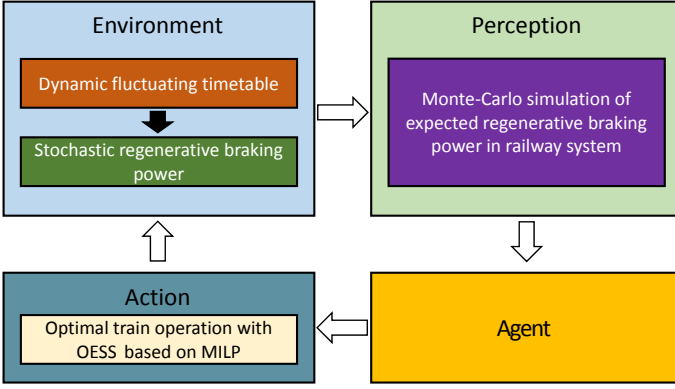 Environment
Dynamic fluctuating timetable
Stochastic regenerative braking
power
Perception
Monte-Carlo simulation of
expected regenerative braking
power in railway system
Action
Optimal train operation with
OESS based on MILP
Agent